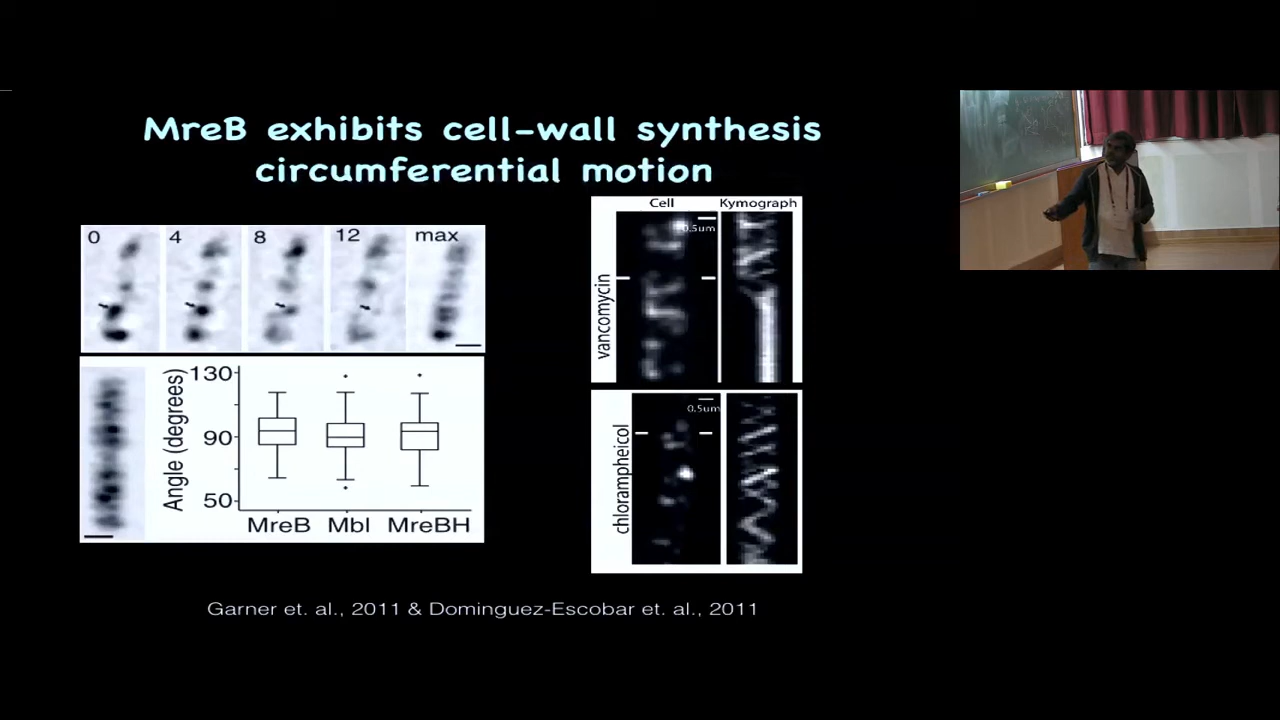 MreB exhibits cell-wall synthesis
circumferential motion
0 4 8 12 max
Angle (degrees)
130
90
50
MreB Mbl MreBH
Cell Kymograph
0.5um
vancomycin
0.5um
chlorampheicol
Garner et. al., 2011 & Dominguez-Escobar et. al., 2011